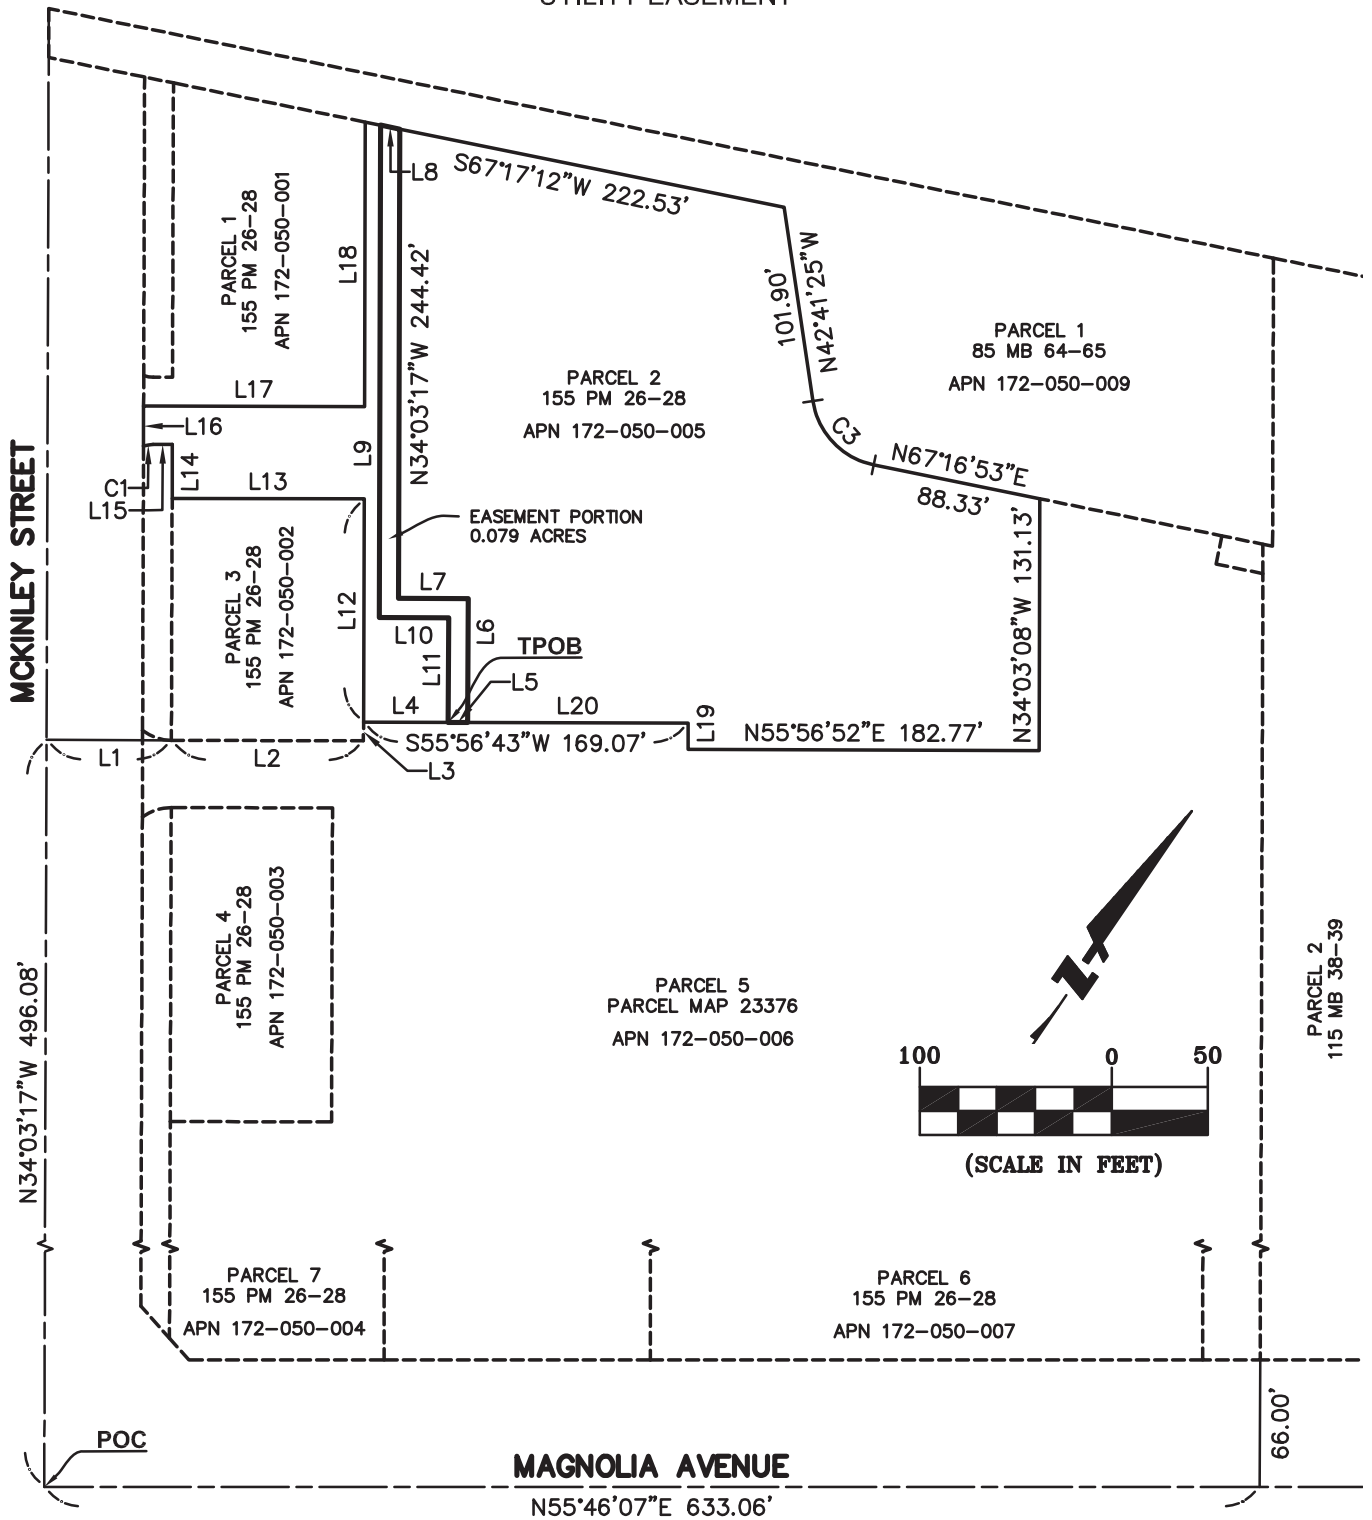 UTILITY EASEMENT
L8
S67°17'12"W 222.53'
PARCEL 1
155 PM 26-28
APN 172-050-001
L18
N34°03'17"W 244.42'
101.90'
N42°41'25"W
PARCEL 1
85 MB 64-65
APN 172-050-009
PARCEL 2
155 PM 26-28
APN 172-050-005
L17
L16
L9
C3
N67°16'53"E
88.33'
MCKINLEY STREET
C1
L15
L14
L13
EASEMENT PORTION
0.079 ACRES
PARCEL 3
155 PM 26-28
APN 172-050-002
L12
L7
L10
L6
L11
TPOB
L5
N34°03'08"W 131.13'
L4
L20
L19
S55°56'43"W 169.07'
N55°56'52"E 182.77'
L1
L2
L3
PARCEL 4
155 PM 26-28
APN 172-050-003
PARCEL 5
PARCEL MAP 23376
APN 172-050-006
PARCEL 2
115 MB 38-39
N34°03'17"W 496.08'
N
100
0
50
(SCALE IN FEET)
PARCEL 7
155 PM 26-28
APN 172-050-004
PARCEL 6
155 PM 26-28
APN 172-050-007
66.00'
POC
MAGNOLIA AVENUE
N55°46'07"E 633.06'